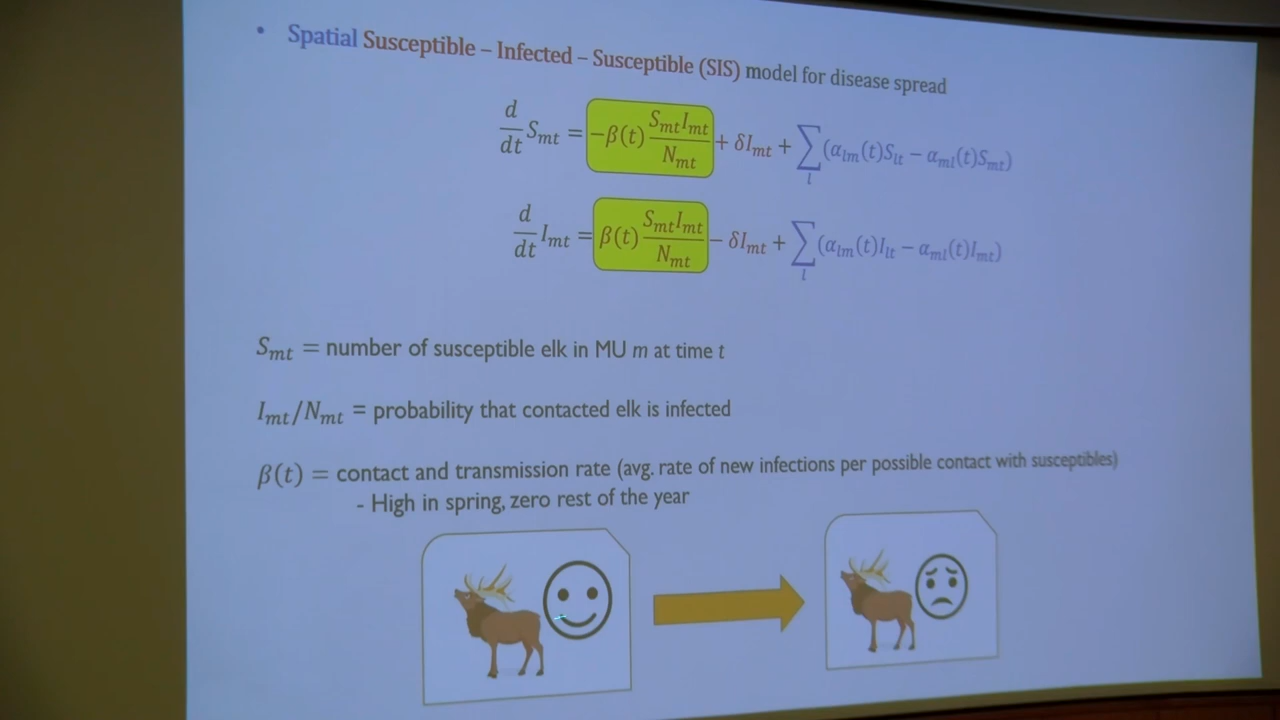 • Spatial Susceptible – Infected – Susceptible (SIS) model for disease spread
d/dt S_mt = −β(t) S_mt I_mt / N_mt + δI_mt + ∑_l (α_lm(t)S_lt − α_ml(t)S_mt)
d/dt I_mt = β(t) S_mt I_mt / N_mt − δI_mt + ∑_l (α_lm(t)I_lt − α_ml(t)I_mt)
S_mt = number of susceptible elk in MU m at time t
I_mt/N_mt = probability that contacted elk is infected
β(t) = contact and transmission rate (avg. rate of new infections per possible contact with susceptibles)
- High in spring, zero rest of the year